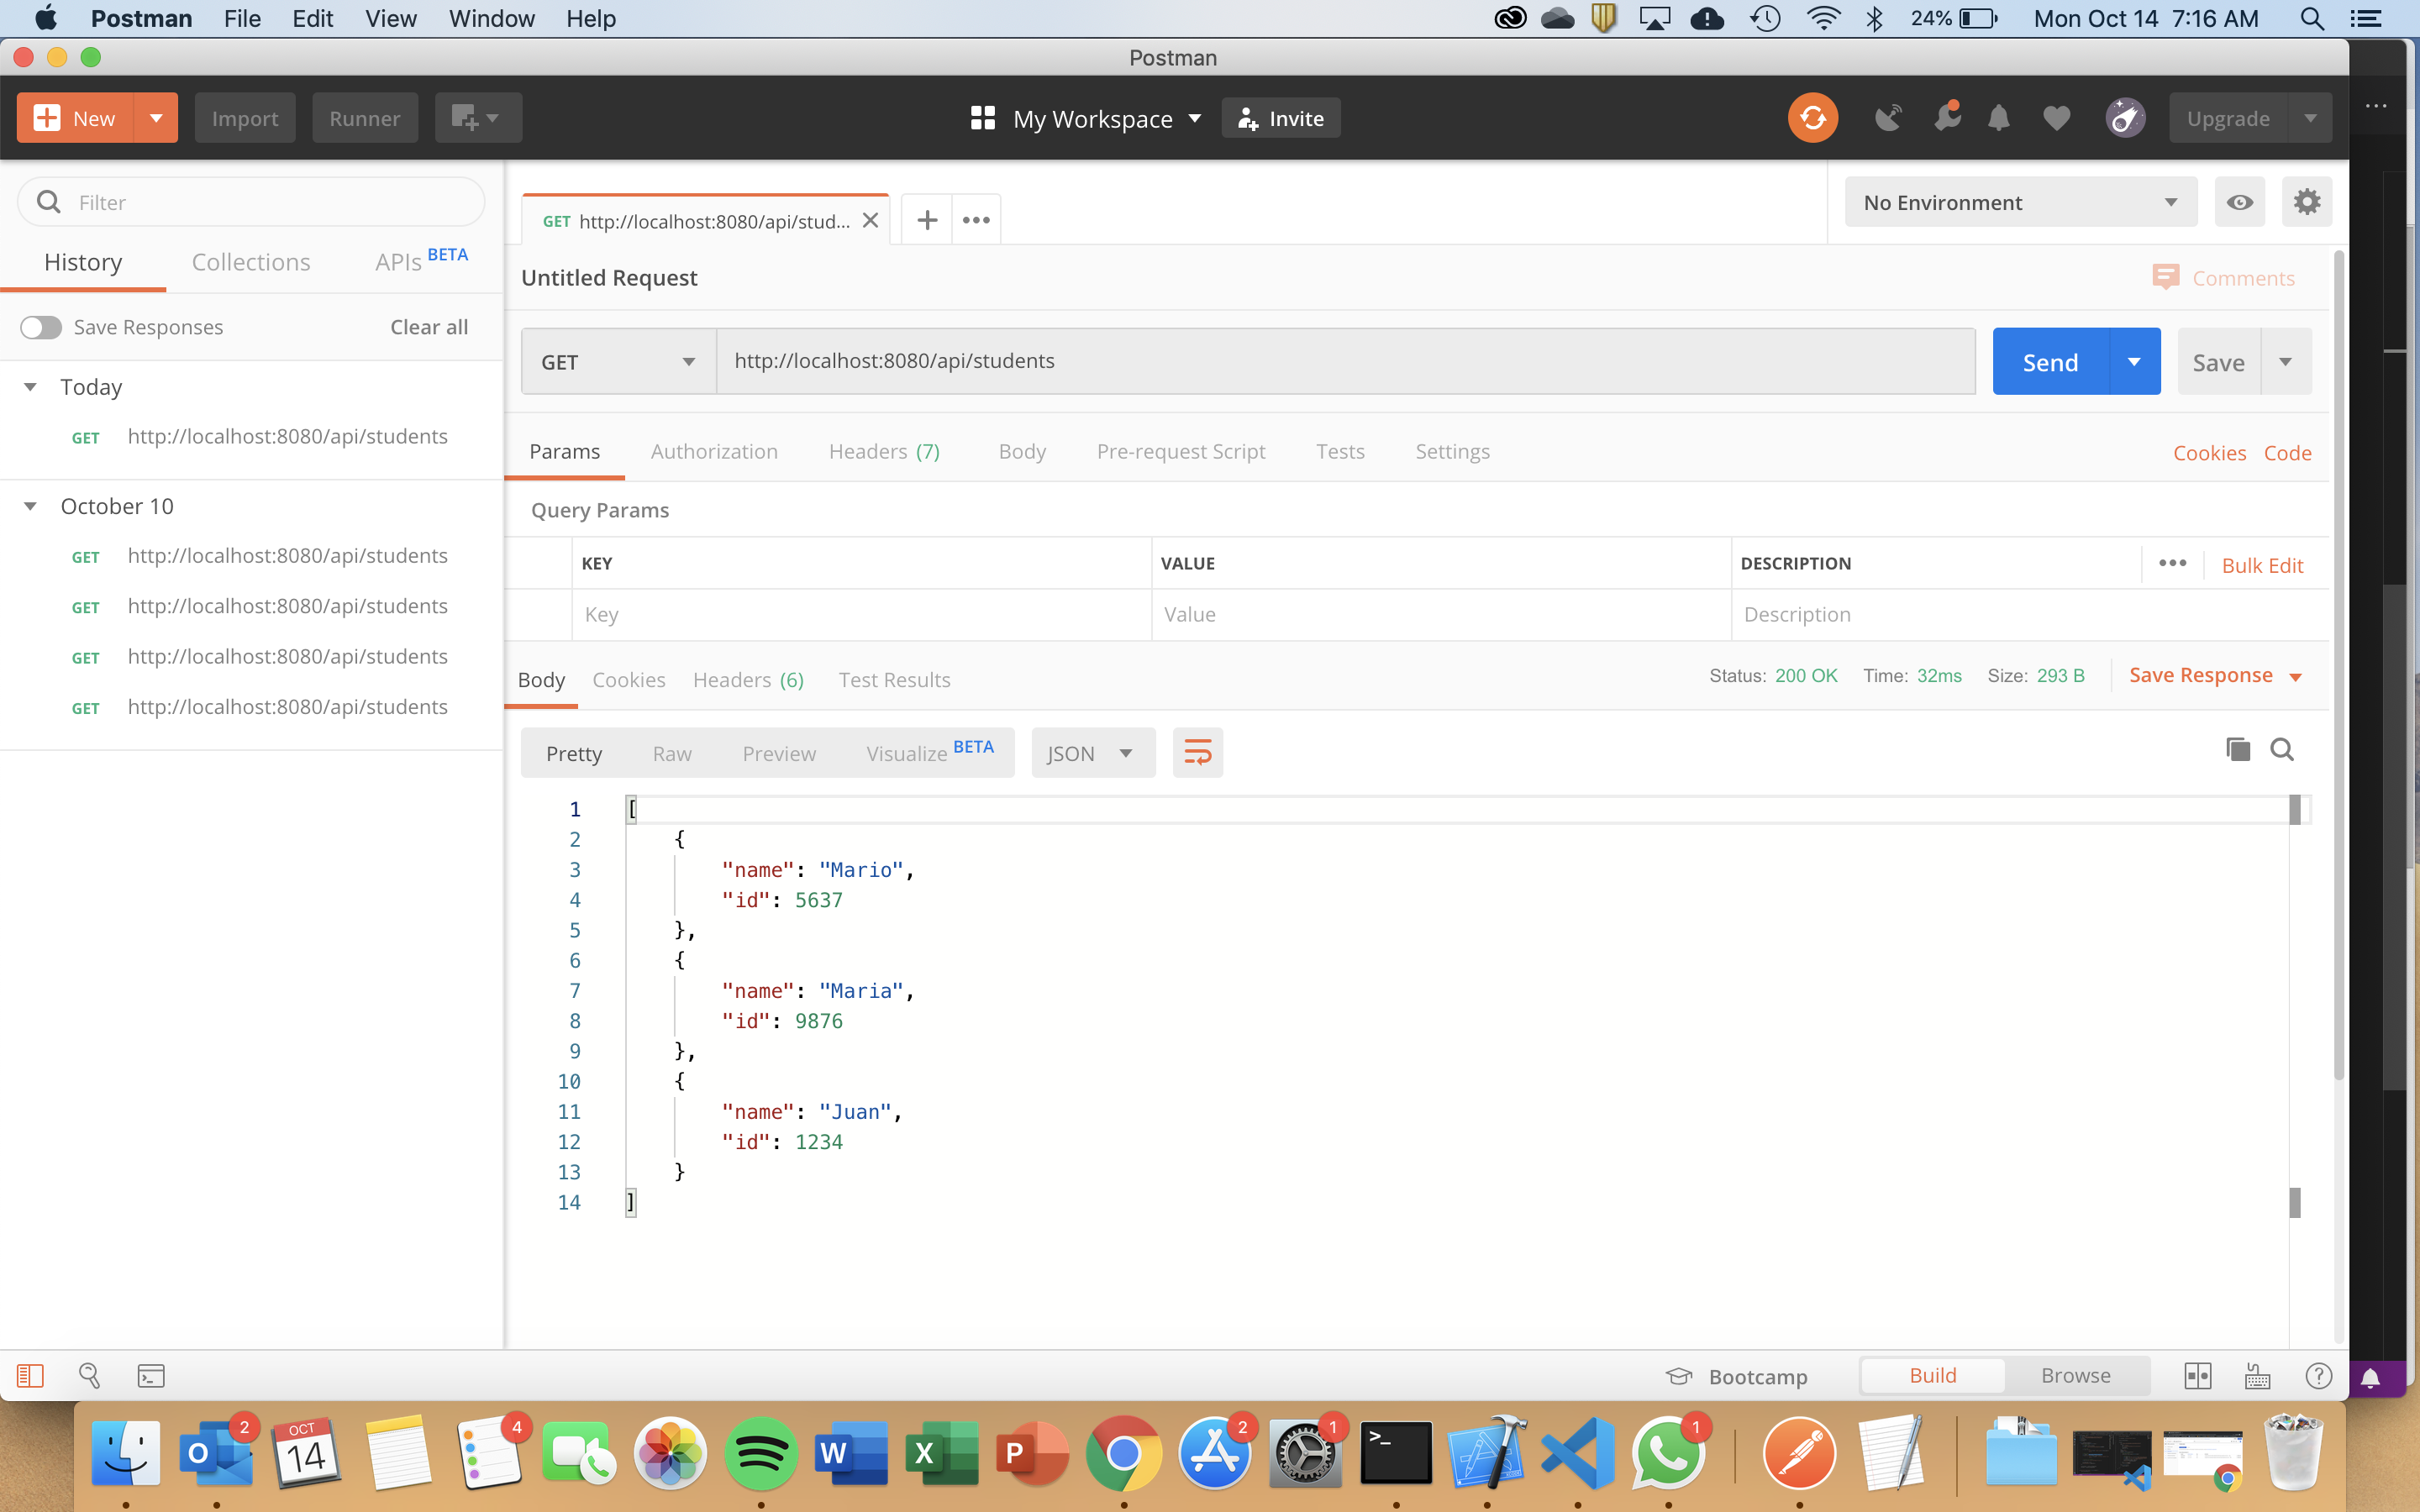 Postman File Edit View Window Help 24% Mon Oct 14 7:16 AM
Postman
New Import Runner My Workspace Invite Upgrade
Filter
GET http://localhost:8080/api/stud... No Environment
History Collections APIs BETA
Untitled Request Comments
Save Responses Clear all
GET http://localhost:8080/api/students Send Save
Today
GET http://localhost:8080/api/students
Params Authorization Headers (7) Body Pre-request Script Tests Settings Cookies Code
October 10
Query Params
GET http://localhost:8080/api/students
KEY VALUE DESCRIPTION Bulk Edit
GET http://localhost:8080/api/students
Key Value Description
GET http://localhost:8080/api/students
Body Cookies Headers (6) Test Results Status: 200 OK Time: 32ms Size: 293 B Save Response
GET http://localhost:8080/api/students
Pretty Raw Preview Visualize BETA JSON
1 [
2 {
3 "name": "Mario",
4 "id": 5637
5 },
6 {
7 "name": "Maria",
8 "id": 9876
9 },
10 {
11 "name": "Juan",
12 "id": 1234
13 }
14 ]
Bootcamp Build Browse
2 OCT 14 4 W X P 2 1 >_ 1